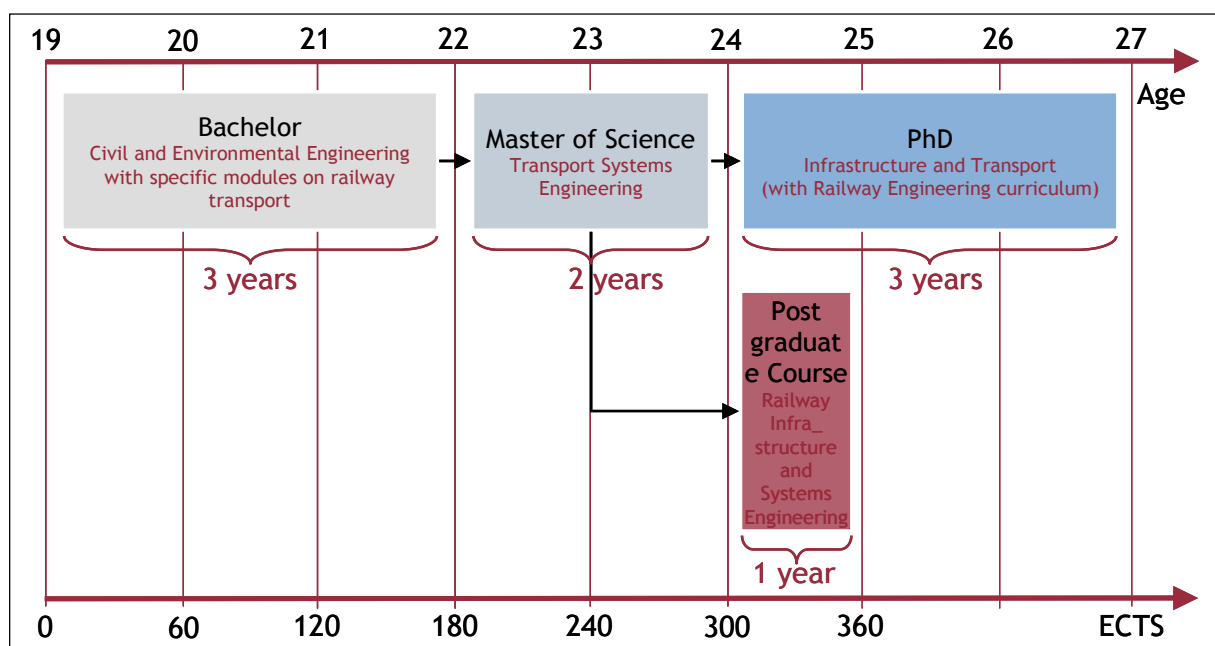 19 20 21 22 23 24 25 26 27
Age
Bachelor
Civil and Environmental Engineering
with specific modules on railway
transport
3 years
Master of Science
Transport Systems
Engineering
2 years
PhD
Infrastructure and Transport
(with Railway Engineering curriculum)
3 years
Post
graduat
e Course
Railway
Infra_
structure
and
Systems
Engineering
1 year
0 60 120 180 240 300 360 ECTS